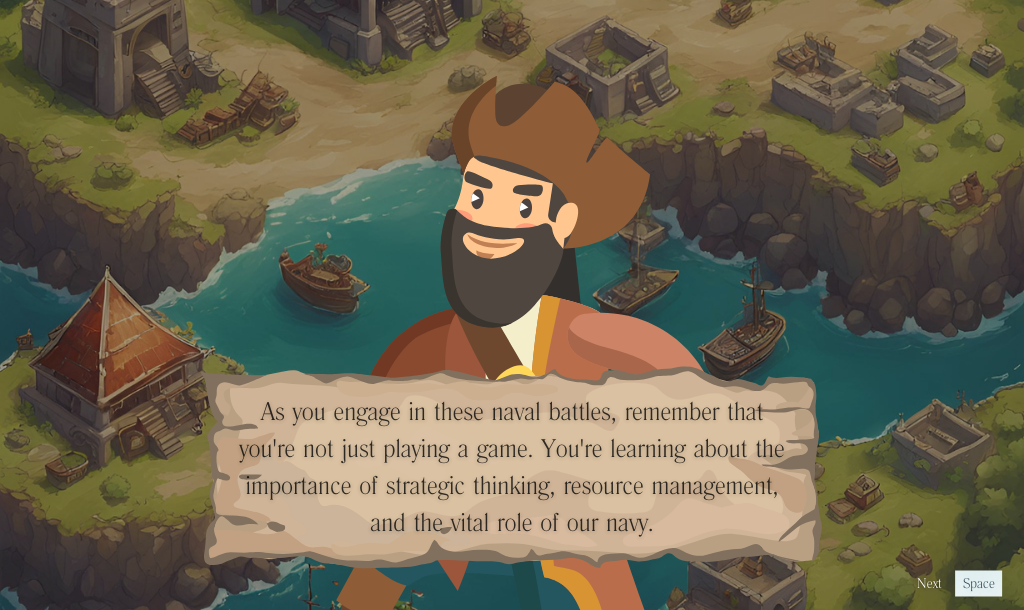 As you engage in these naval battles, remember that
you're not just playing a game. You're learning about the
importance of strategic thinking, resource management,
and the vital role of our navy.
Next Space